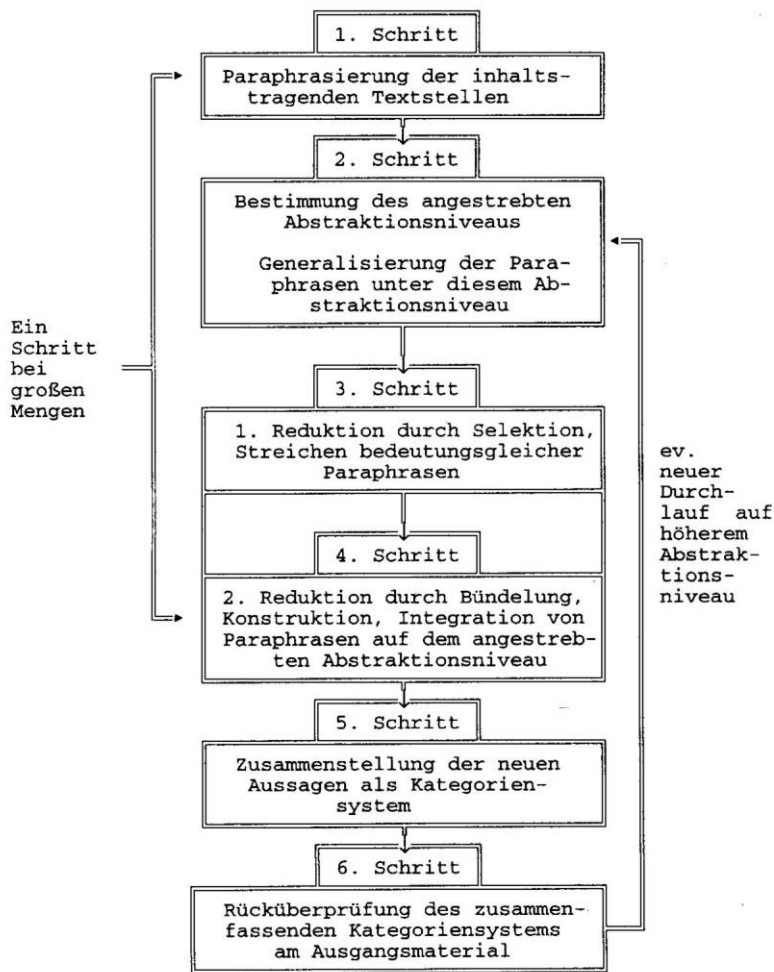 1. Schritt
Paraphrasierung der inhalts-
tragenden Textstellen
2. Schritt
Bestimmung des angestrebten
Abstraktionsniveaus
Generalisierung der Para-
phrasen unter diesem Ab-
straktionsniveau
Ein
Schritt
bei
großen
Mengen
3. Schritt
1. Reduktion durch Selektion,
Streichen bedeutungsgleicher
Paraphrasen
ev.
neuer
Durch-
lauf auf
höherem
Abstrak-
tions-
niveau
4. Schritt
2. Reduktion durch Bündelung,
Konstruktion, Integration von
Paraphrasen auf dem angestreb-
ten Abstraktionsniveau
5. Schritt
Zusammenstellung der neuen
Aussagen als Kategorien-
system
6. Schritt
Rücküberprüfung des zusammen-
fassenden Kategoriensystems
am Ausgangsmaterial